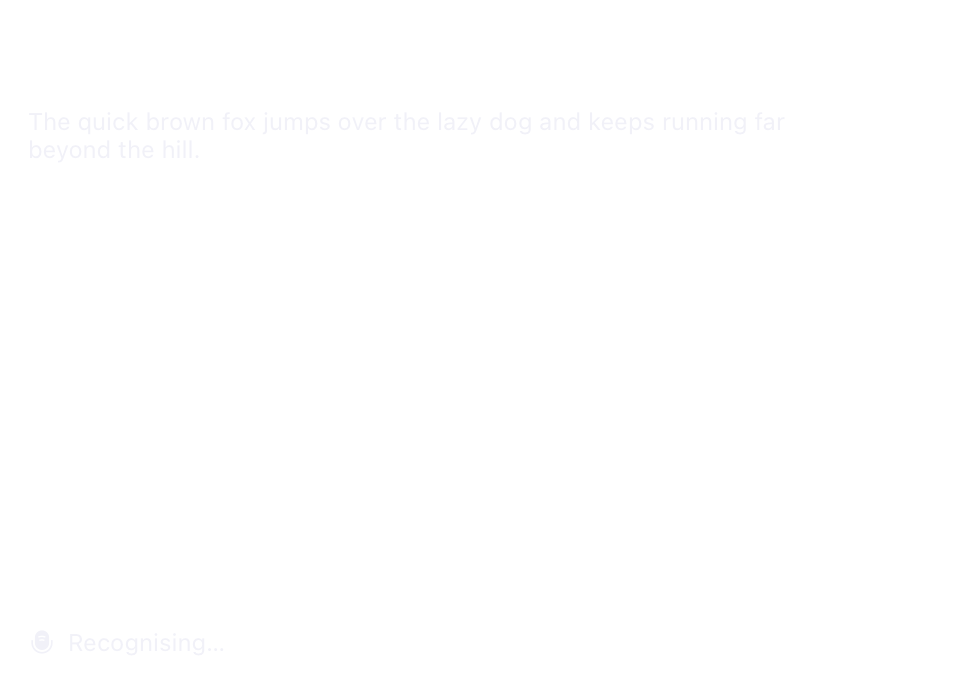 The quick brown fox jumps over the lazy dog and keeps running far
beyond the hill.
Recognising...